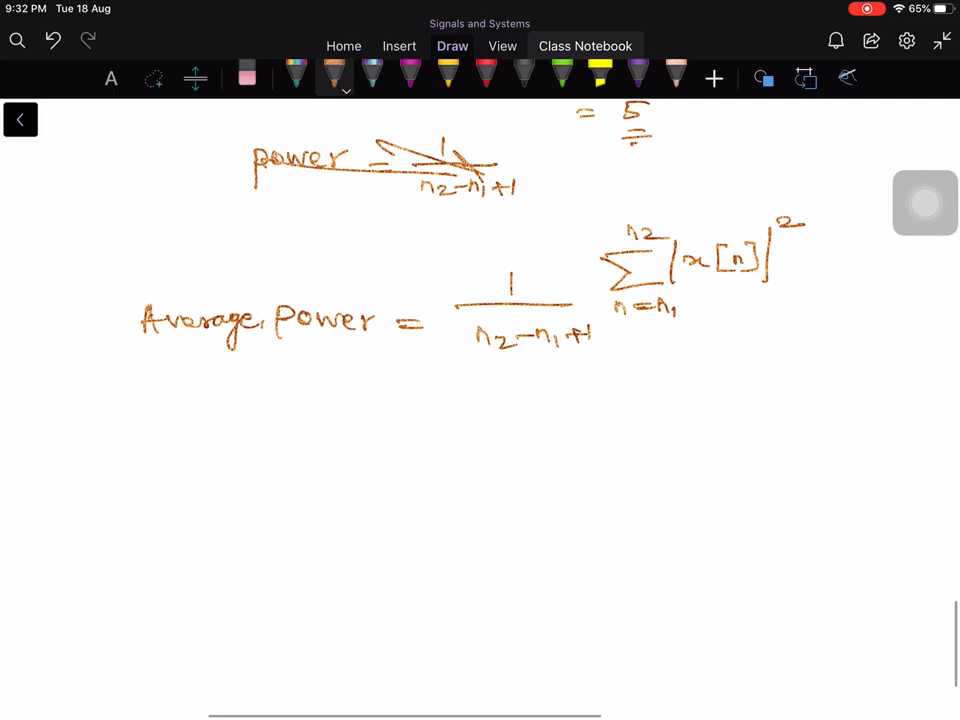 9:32 PM Tue 18 Aug
Signals and Systems
65%
Home Insert Draw View Class Notebook
A
= 5
power = 1
n2-n1+1
n2
Σ |x[n]|²
n=n1
1
Average power =
n2-n1+1